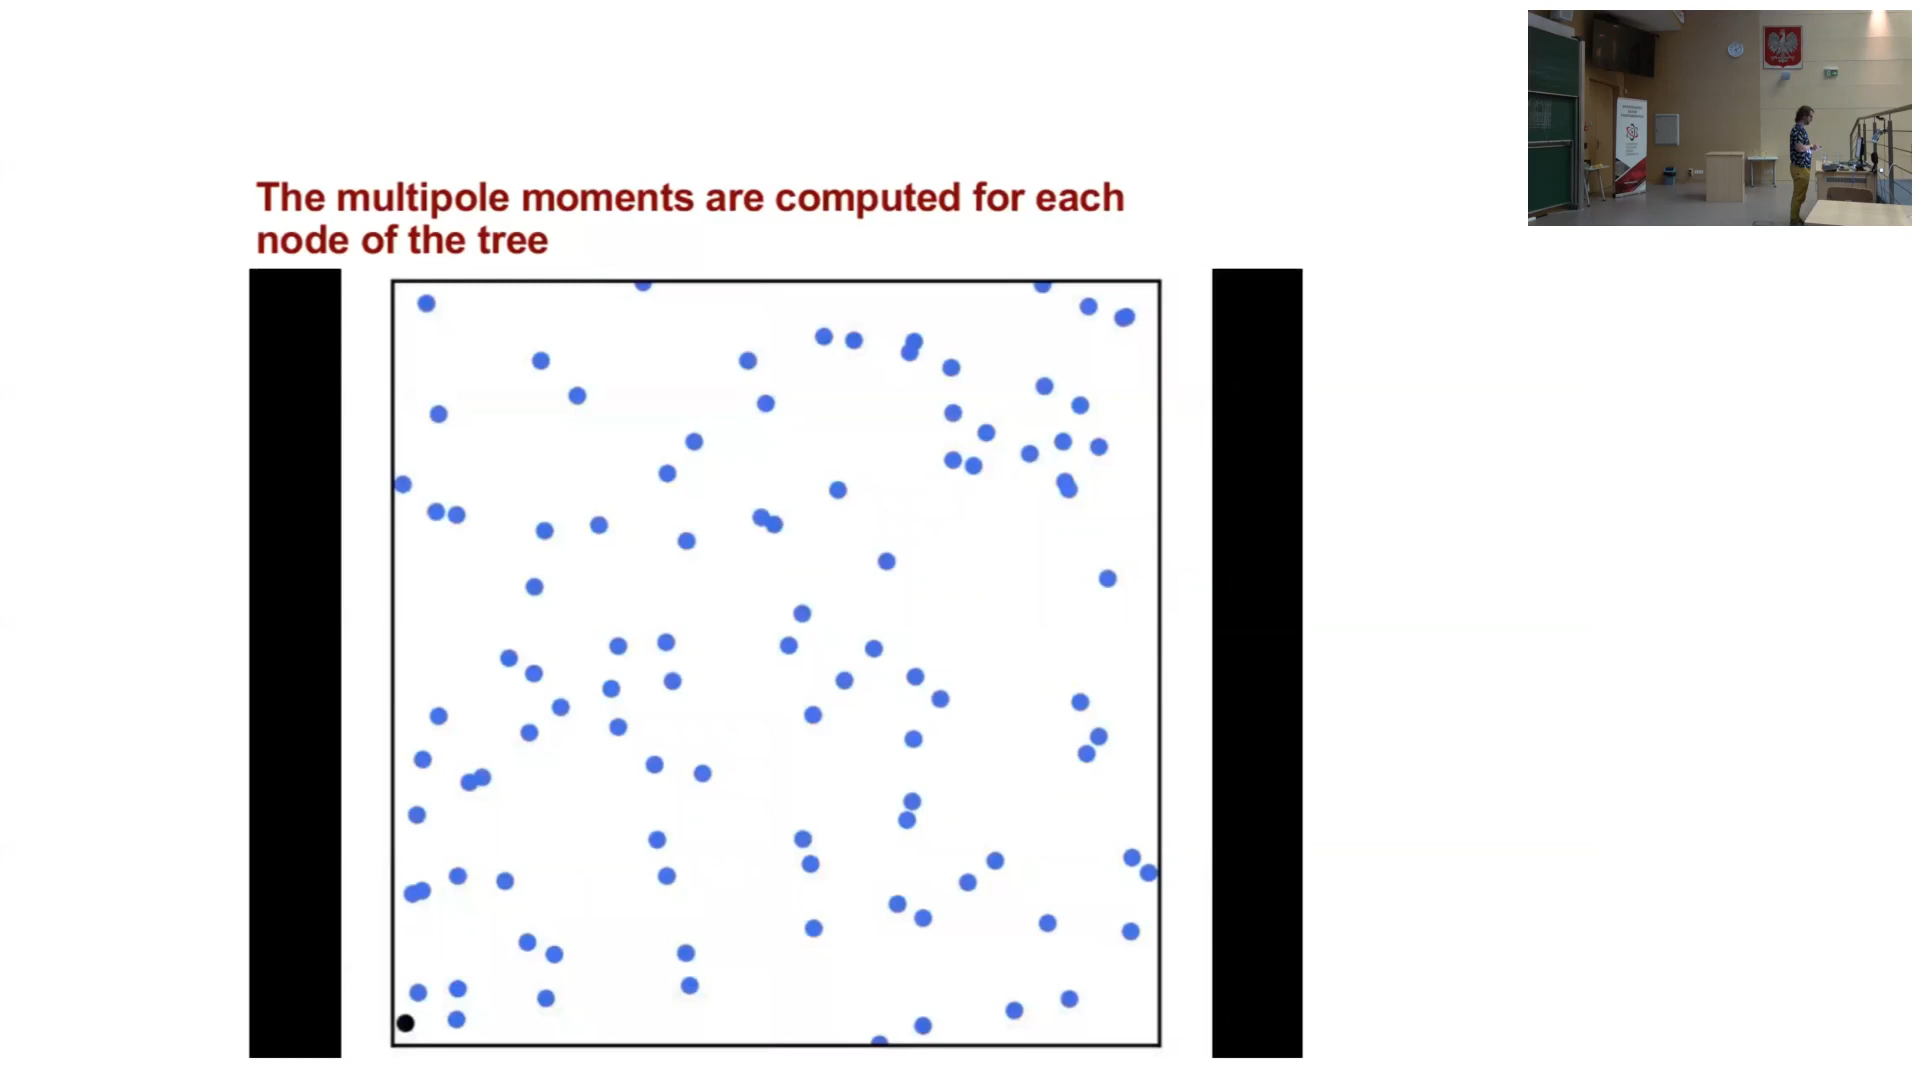 The multipole moments are computed for each
node of the tree